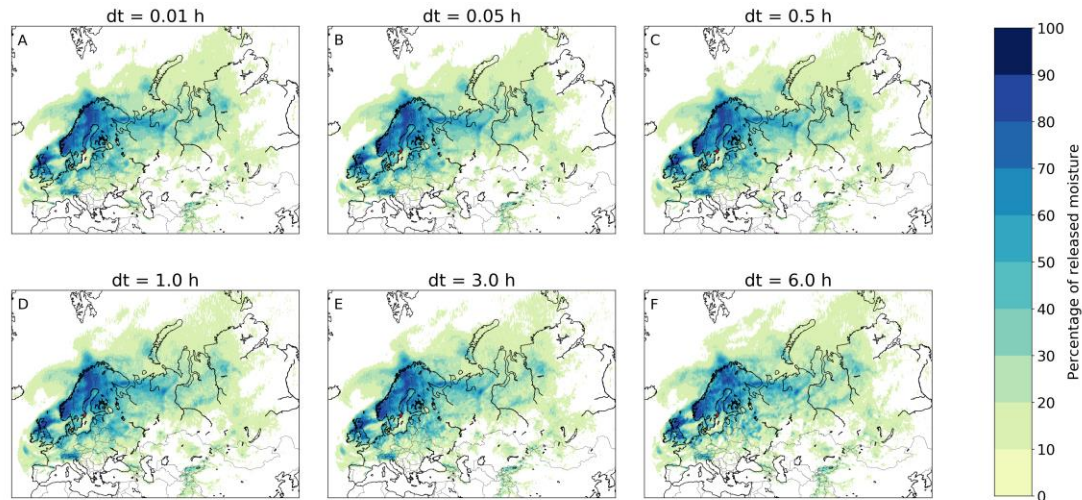 dt = 0.01 h
dt = 0.05 h
dt = 0.5 h
A
B
C
dt = 1.0 h
dt = 3.0 h
dt = 6.0 h
D
E
F
100
90
80
70
60
50
40
30
20
10
0
Percentage of released moisture